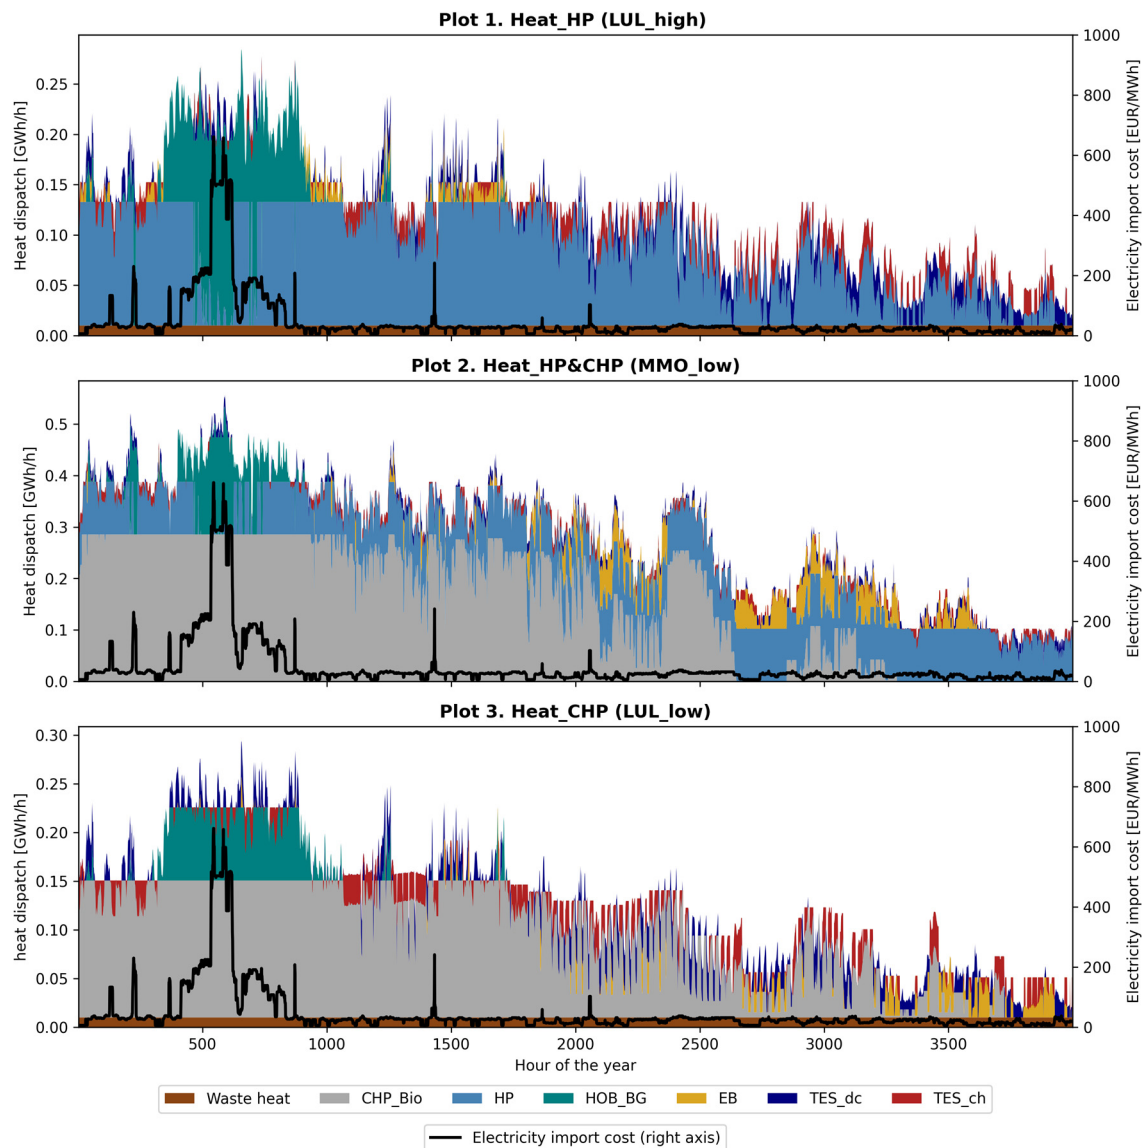 Plot 1. Heat_HP (LUL_high)
Heat dispatch [GWh/h]
0.25
0.20
0.15
0.10
0.05
0.00
1000
800
600
400
200
0
Electricity import cost [EUR/MWh]
Plot 2. Heat_HP&CHP (MMO_low)
Heat dispatch [GWh/h]
0.5
0.4
0.3
0.2
0.1
0.0
1000
800
600
400
200
0
Electricity import cost [EUR/MWh]
Plot 3. Heat_CHP (LUL_low)
heat dispatch [GWh/h]
0.30
0.25
0.20
0.15
0.10
0.05
0.00
1000
800
600
400
200
0
Electricity import cost [EUR/MWh]
500 1000 1500 2000 2500 3000 3500
Hour of the year
Waste heat CHP_Bio HP HOB_BG EB TES_dc TES_ch
Electricity import cost (right axis)